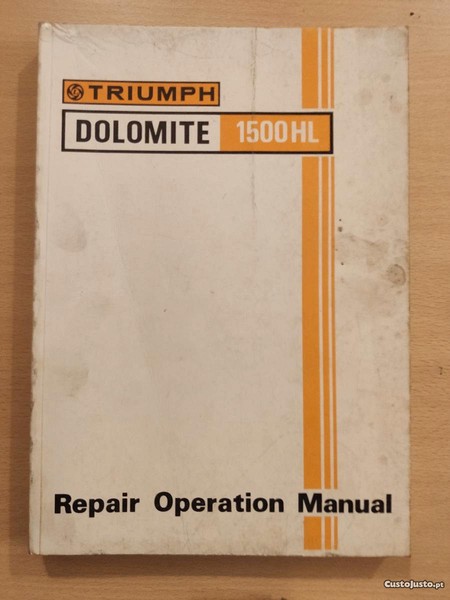 TRIUMPH
DOLOMITE 1500HL
Repair Operation Manual
CustoJusto.pt